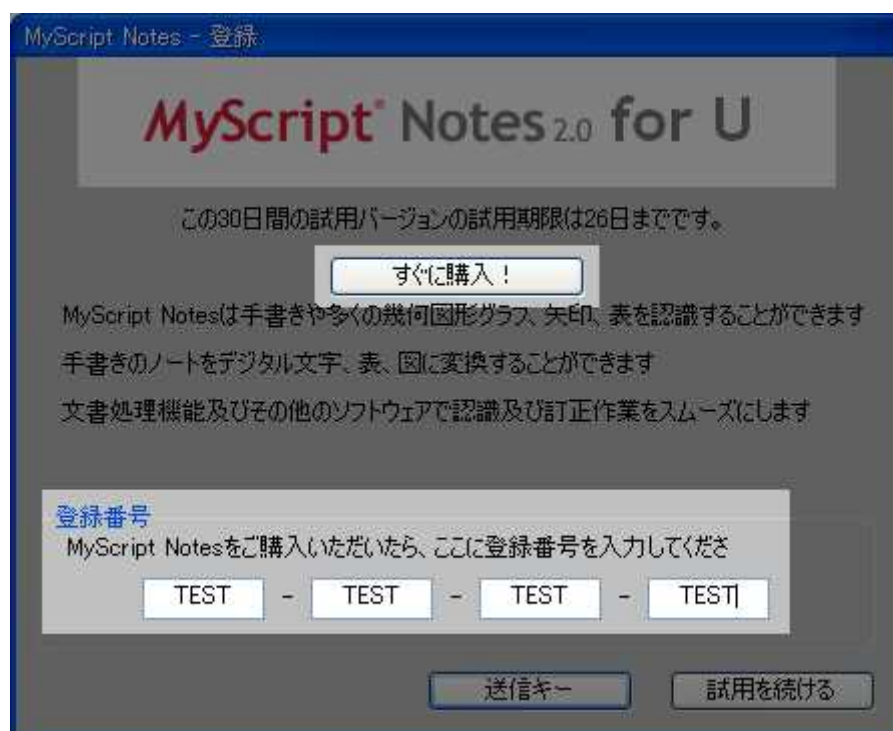 MyScript Notes - 登録
MyScript® Notes 2.0 for U
この30日間の試用バージョンの試用期限は26日までです。
すぐに購入！
MyScript Notesは手書きや多くの幾何図形グラフ、矢印、表を認識することができます
手書きのノートをデジタル文字、表、図に変換することができます
文書処理機能及びその他のソフトウェアで認識及び訂正作業をスムーズにします
登録番号
MyScript Notesをご購入いただいたら、ここに登録番号を入力してくださ
TEST - TEST - TEST - TEST
送信キー 試用を続ける